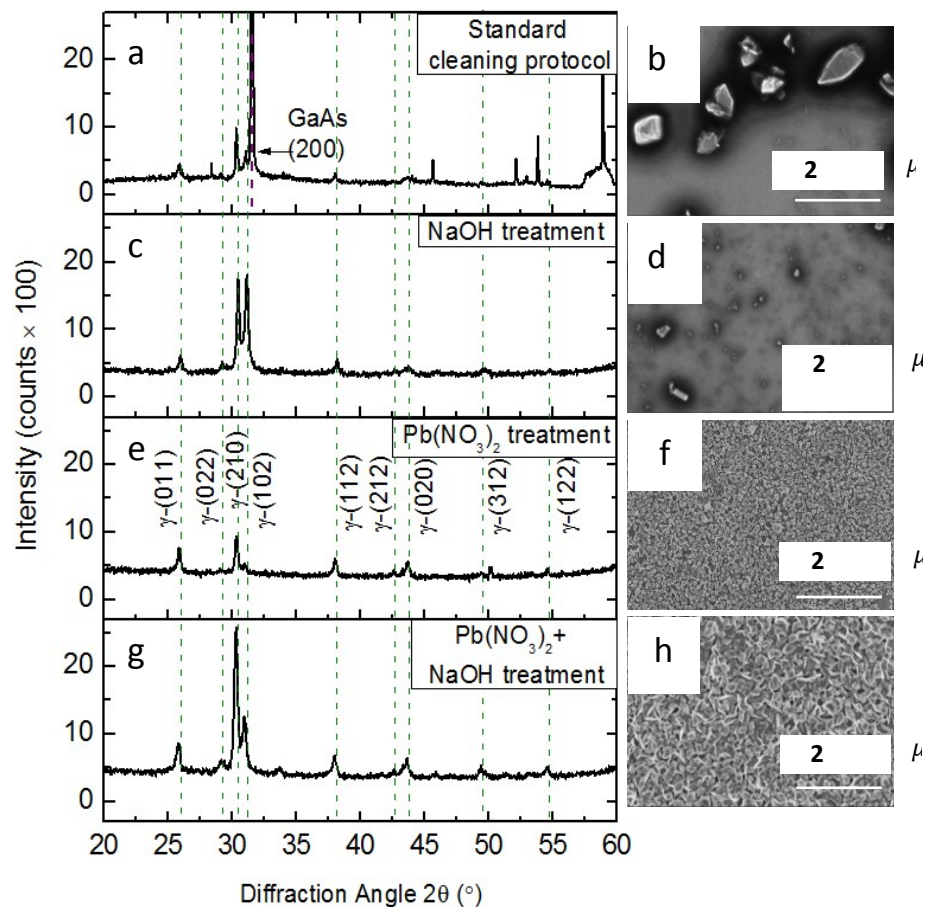 a
Standard
cleaning protocol
GaAs
(200)
20
10
0
b
2
μ
c
NaOH treatment
20
10
0
d
2
μ
e
Pb(NO₃)₂ treatment
γ-(011)
γ-(022)
γ-(210)
γ-(102)
γ-(112)
γ-(212)
γ-(020)
γ-(312)
γ-(122)
20
10
0
f
2
μ
g
Pb(NO₃)₂+
NaOH treatment
20
10
0
h
2
μ
20 25 30 35 40 45 50 55 60
Diffraction Angle 2θ (°)
Intensity (counts × 100)